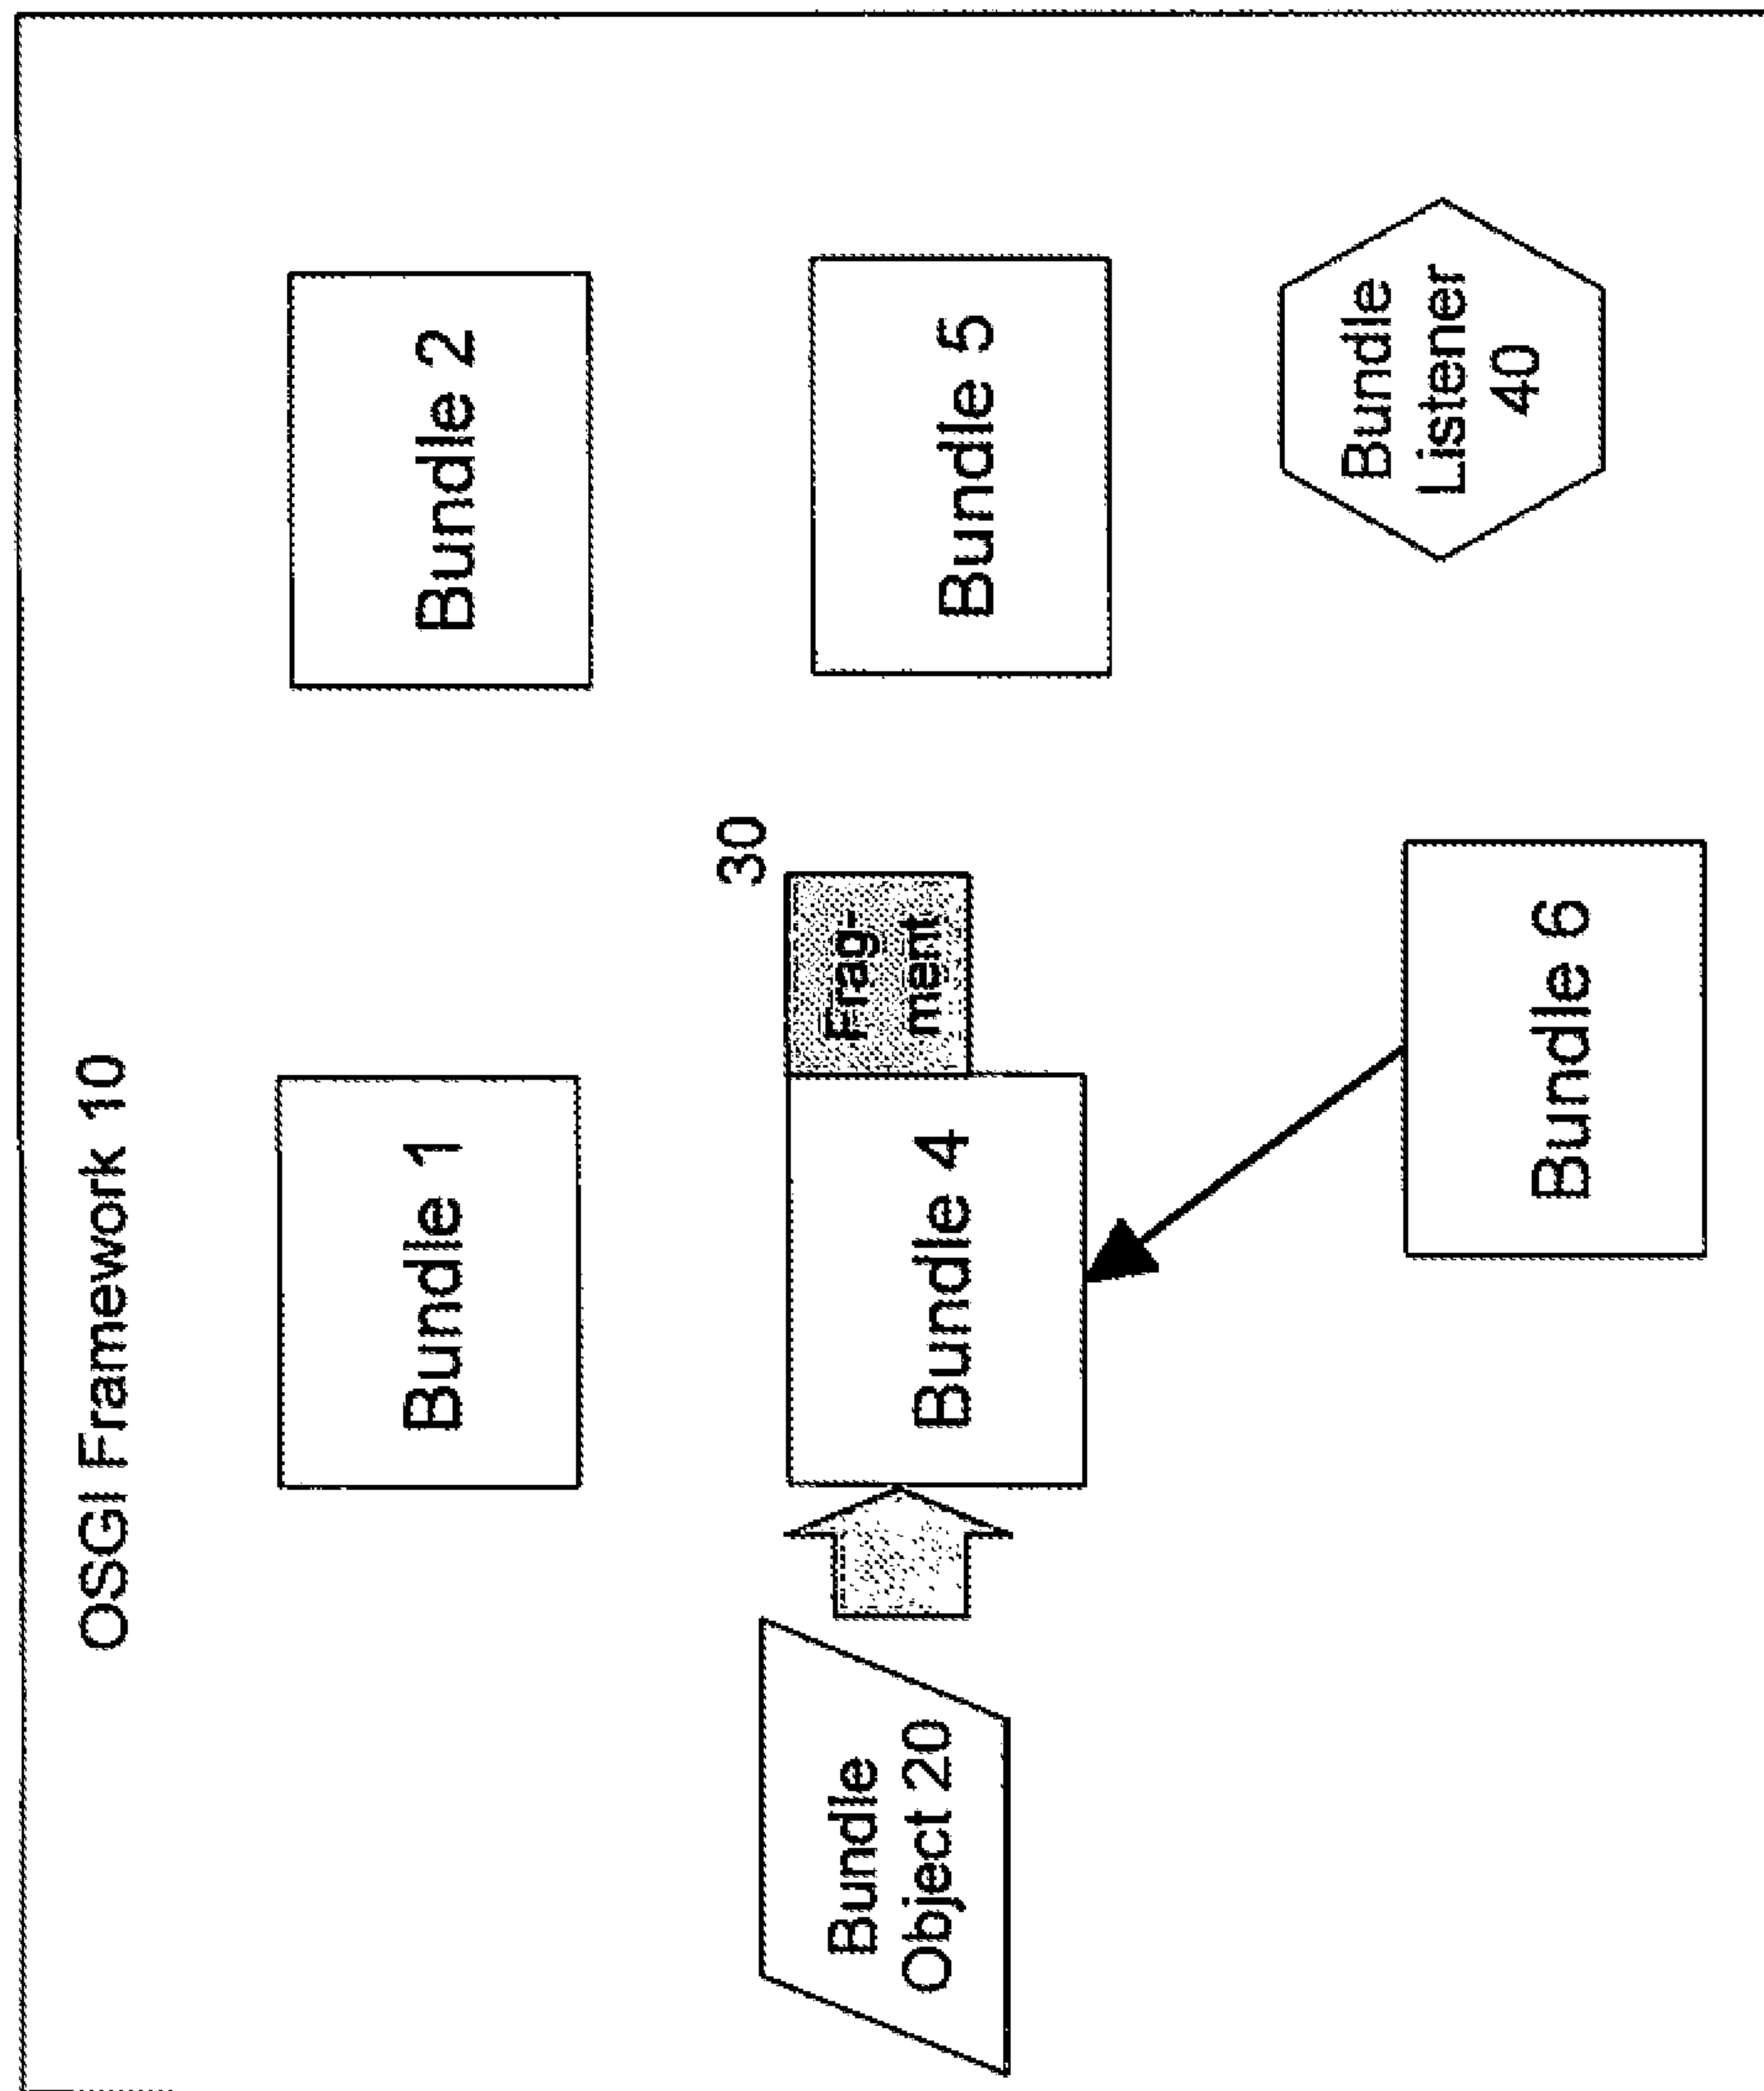 OSGI Framework 10
Bundle 1
Bundle 2
30
Bundle
Object 20
Bundle 4
Frag-
ment
Bundle 5
Bundle 6
Bundle
Listener
40